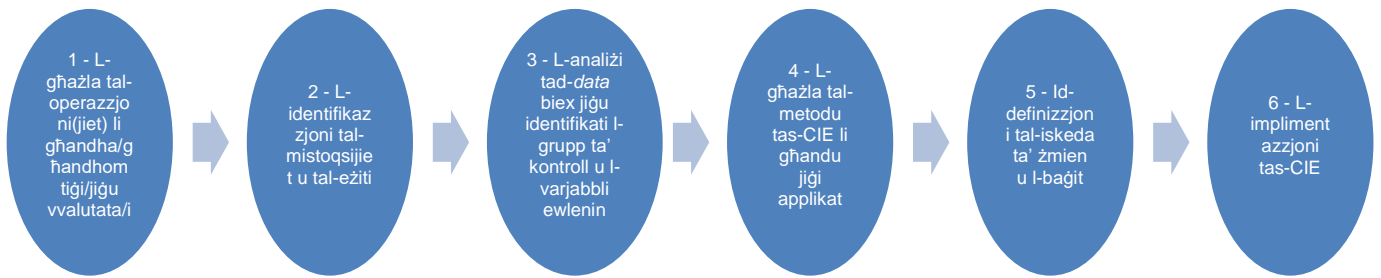 1 - L-
għażla tal-
operazzjo
ni(jiet) li
għandha/g
ħandhom
tiġi/jiġu
vvalutata/i
2 - L-
identifikaz
zjoni tal-
mistoqsijie
t u tal-eżiti
3 - L-analiżi
tad-data
biex jiġu
identifikati l-
grupp ta'
kontroll u l-
varjabbli
ewlenin
4 - L-
għażla tal-
metodu
tas-CIE li
għandu
jiġi
applikat
5 - Id-
definizzjon
i tal-iskeda
ta' żmien
u l-baġit
6 - L-
impliment
azzjoni
tas-CIE